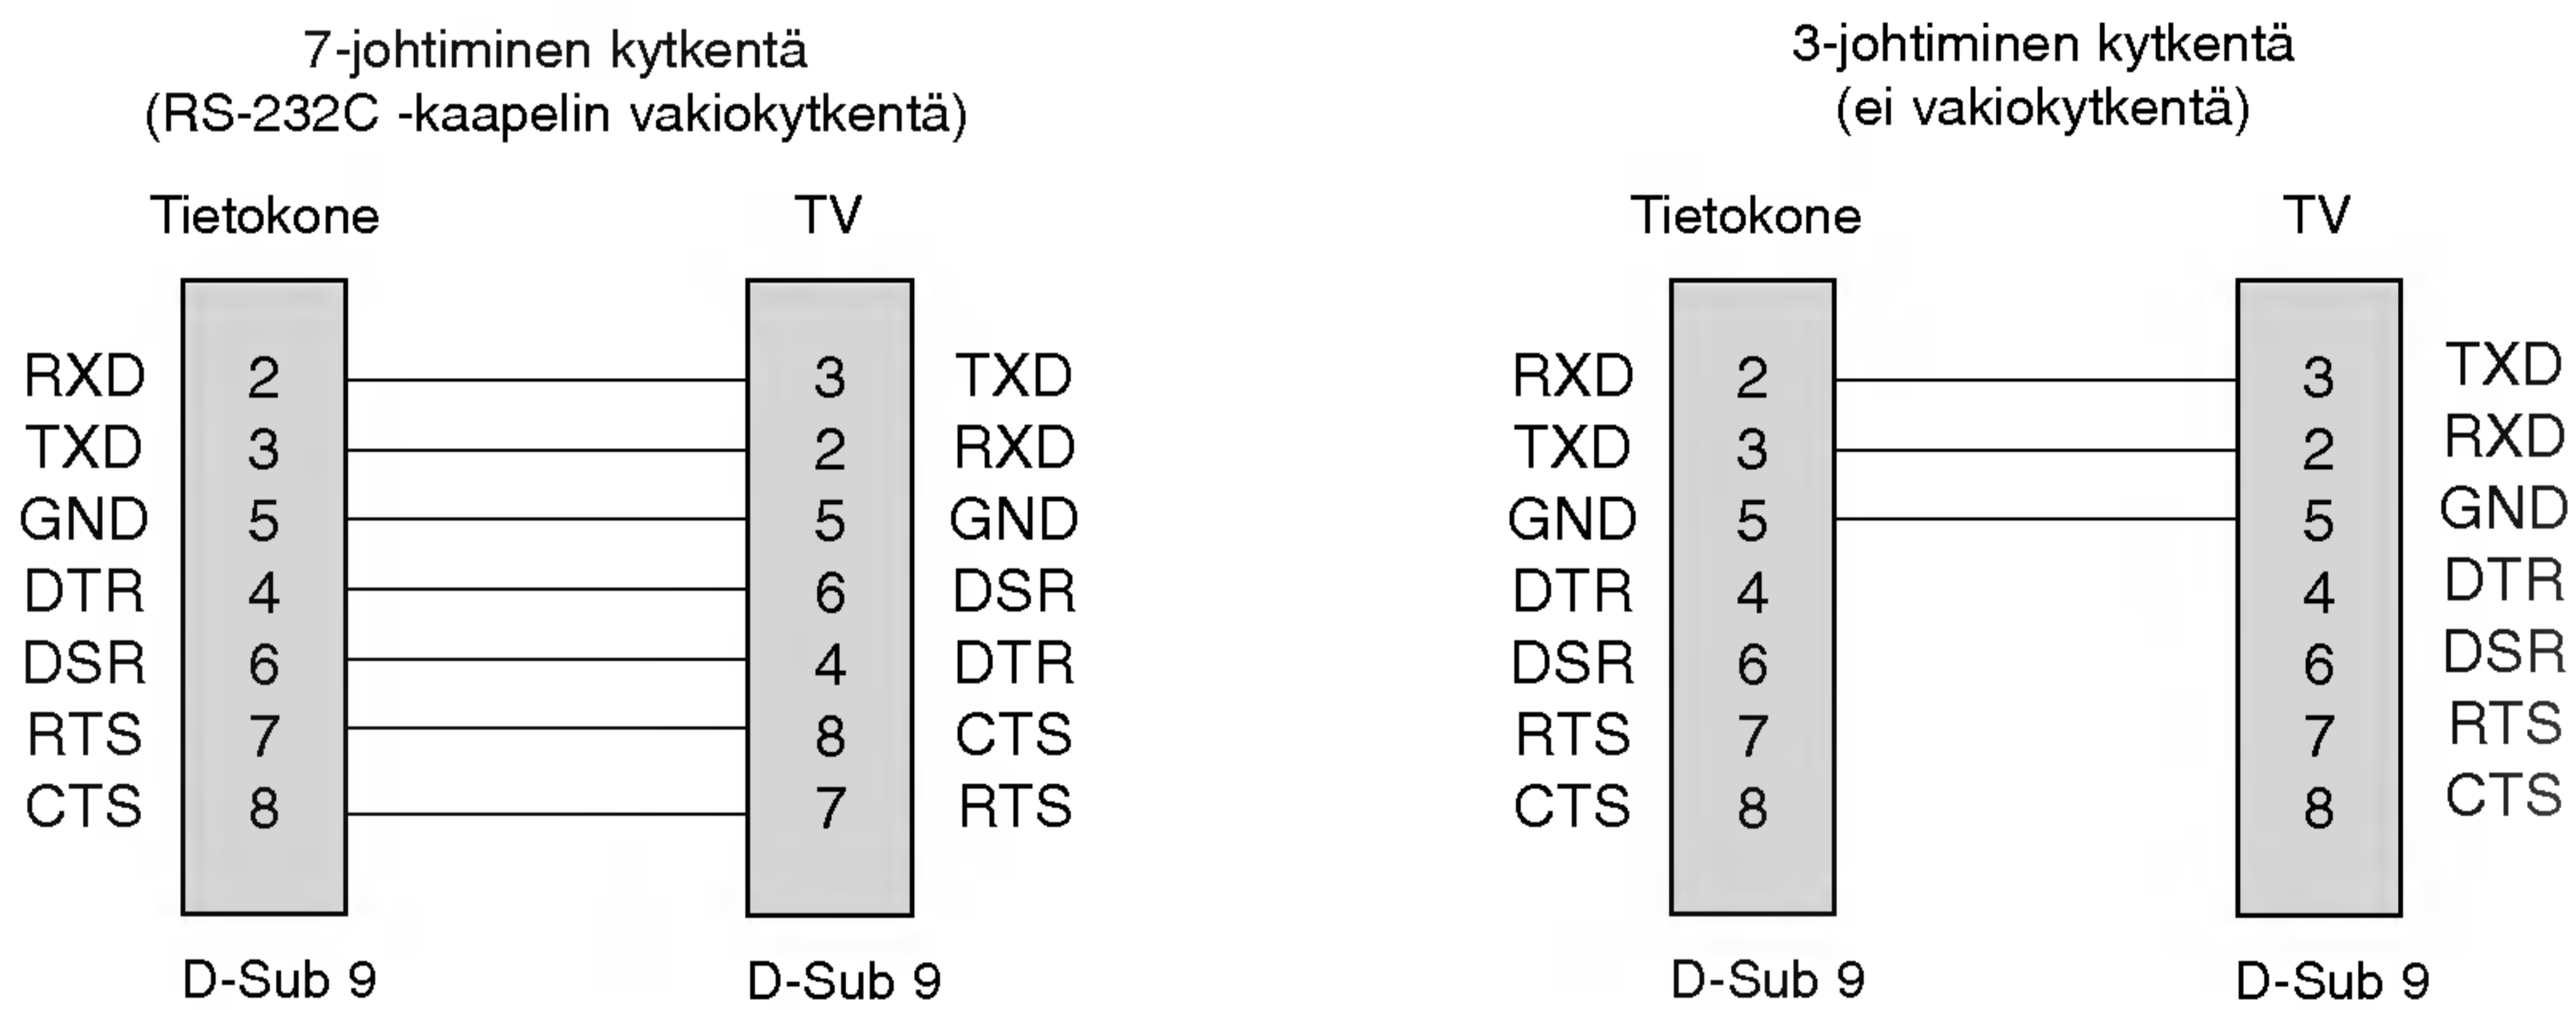 7-johtiminen kytkentä
(RS-232C -kaapelin vakiokytkentä)
Tietokone TV
RXD 2 3 TXD
TXD 3 2 RXD
GND 5 5 GND
DTR 4 6 DSR
DSR 6 4 DTR
RTS 7 8 CTS
CTS 8 7 RTS
D-Sub 9 D-Sub 9
3-johtiminen kytkentä
(ei vakiokytkentä)
Tietokone TV
RXD 2 3 TXD
TXD 3 2 RXD
GND 5 5 GND
DTR 4 4 DTR
DSR 6 6 DSR
RTS 7 7 RTS
CTS 8 8 CTS
D-Sub 9 D-Sub 9